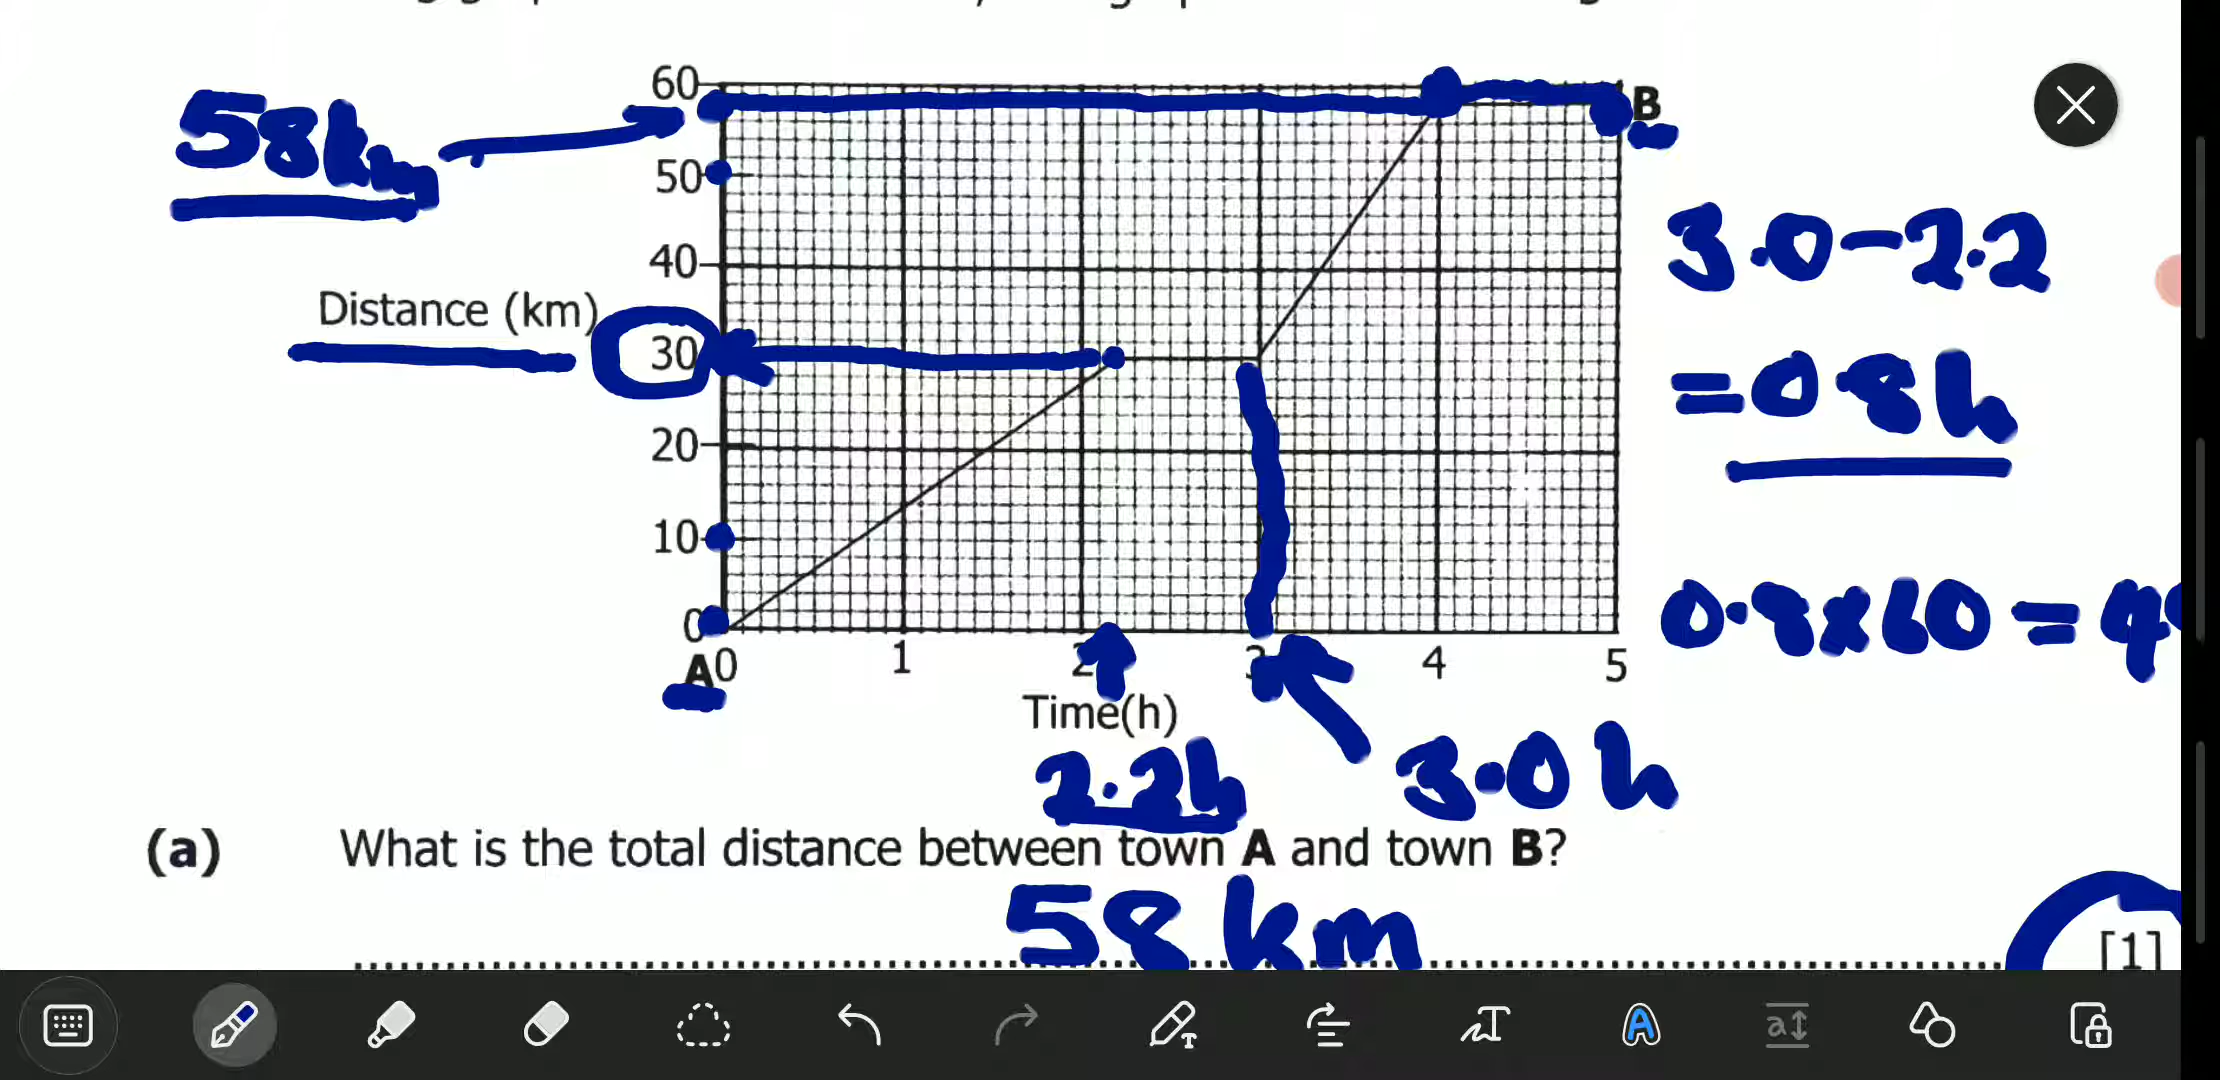 60
B
58km
50
3.0-2.2
40
Distance (km)
30
=0.8h
20
10
0.8x60=4
0
A 0 1 2 3 4 5
Time(h)
2.2h
3.0h
(a) What is the total distance between town A and town B?
58km
[1]